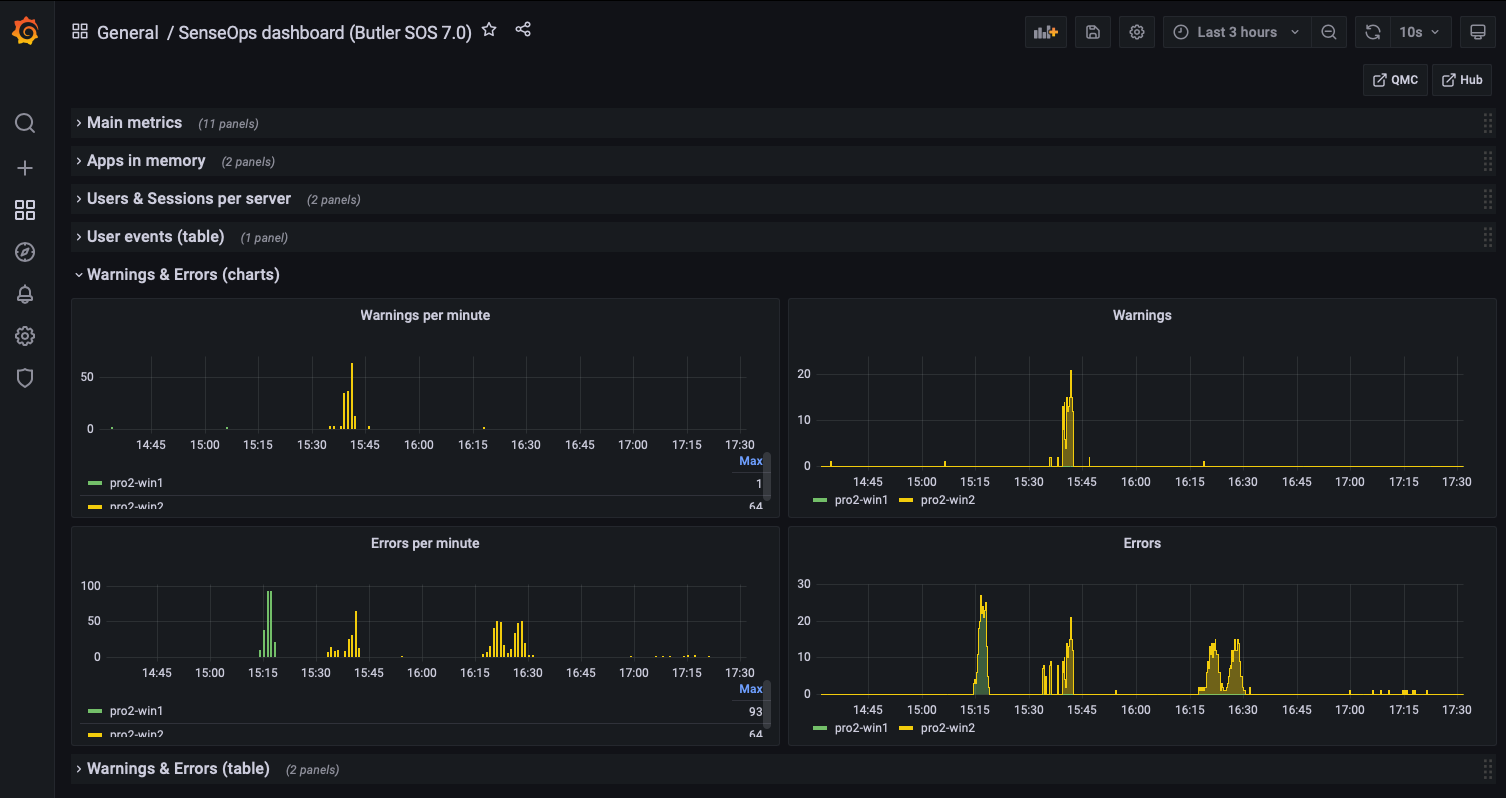 General / SenseOps dashboard (Butler SOS 7.0)
Last 3 hours
10s
QMC
Hub
Main metrics (11 panels)
Apps in memory (2 panels)
Users & Sessions per server (2 panels)
User events (table) (1 panel)
Warnings & Errors (charts)
Warnings per minute
50
0
14:45 15:00 15:15 15:30 15:45 16:00 16:15 16:30 16:45 17:00 17:15 17:30
Max
pro2-win1 1
pro2-win2 64
Warnings
20
10
0
14:45 15:00 15:15 15:30 15:45 16:00 16:15 16:30 16:45 17:00 17:15 17:30
pro2-win1 pro2-win2
Errors per minute
100
50
0
14:45 15:00 15:15 15:30 15:45 16:00 16:15 16:30 16:45 17:00 17:15 17:30
Max
pro2-win1 93
pro2-win2 64
Errors
30
20
10
0
14:45 15:00 15:15 15:30 15:45 16:00 16:15 16:30 16:45 17:00 17:15 17:30
pro2-win1 pro2-win2
Warnings & Errors (table) (2 panels)